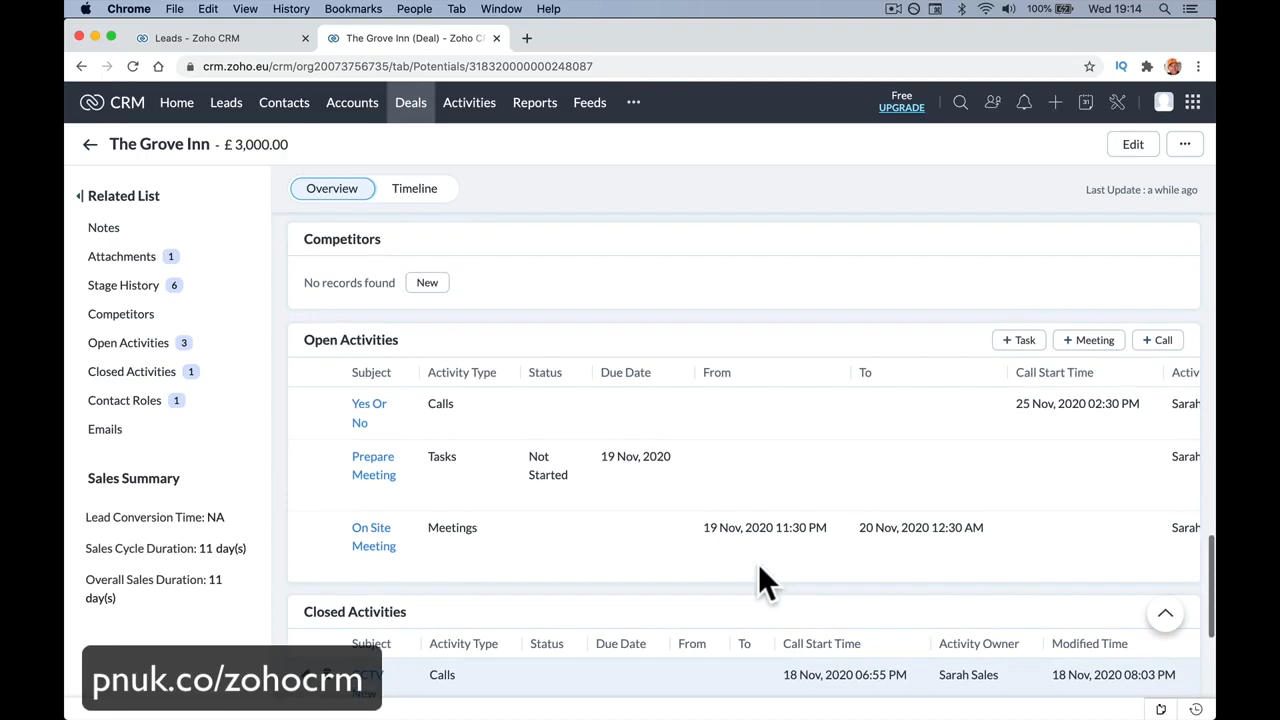 Chrome File Edit View History Bookmarks People Tab Window Help 100% Wed 19:14
Leads - Zoho CRM The Grove Inn (Deal) - Zoho CR
crm.zoho.eu/crm/org20073756735/tab/Potentials/318320000000248087 IQ
CRM Home Leads Contacts Accounts Deals Activities Reports Feeds ••• Free UPGRADE 31
The Grove Inn - £ 3,000.00 Edit •••
Related List Overview Timeline Last Update : a while ago
Notes
Attachments 1
Stage History 6
Competitors
Open Activities 3
Closed Activities 1
Contact Roles 1
Emails
Sales Summary
Lead Conversion Time: NA
Sales Cycle Duration: 11 day(s)
Overall Sales Duration: 11
day(s)
Competitors
No records found New
Open Activities + Task + Meeting + Call
Subject Activity Type Status Due Date From To Call Start Time Activ
Yes Or Calls 25 Nov, 2020 02:30 PM Sarah
No
Prepare Tasks Not 19 Nov, 2020 Sarah
Meeting Started
On Site Meetings 19 Nov, 2020 11:30 PM 20 Nov, 2020 12:30 AM Sarah
Meeting
Closed Activities
Subject Activity Type Status Due Date From To Call Start Time Activity Owner Modified Time
CCTV Calls 18 Nov, 2020 06:55 PM Sarah Sales 18 Nov, 2020 08:03 PM
New
pnuk.co/zohocrm